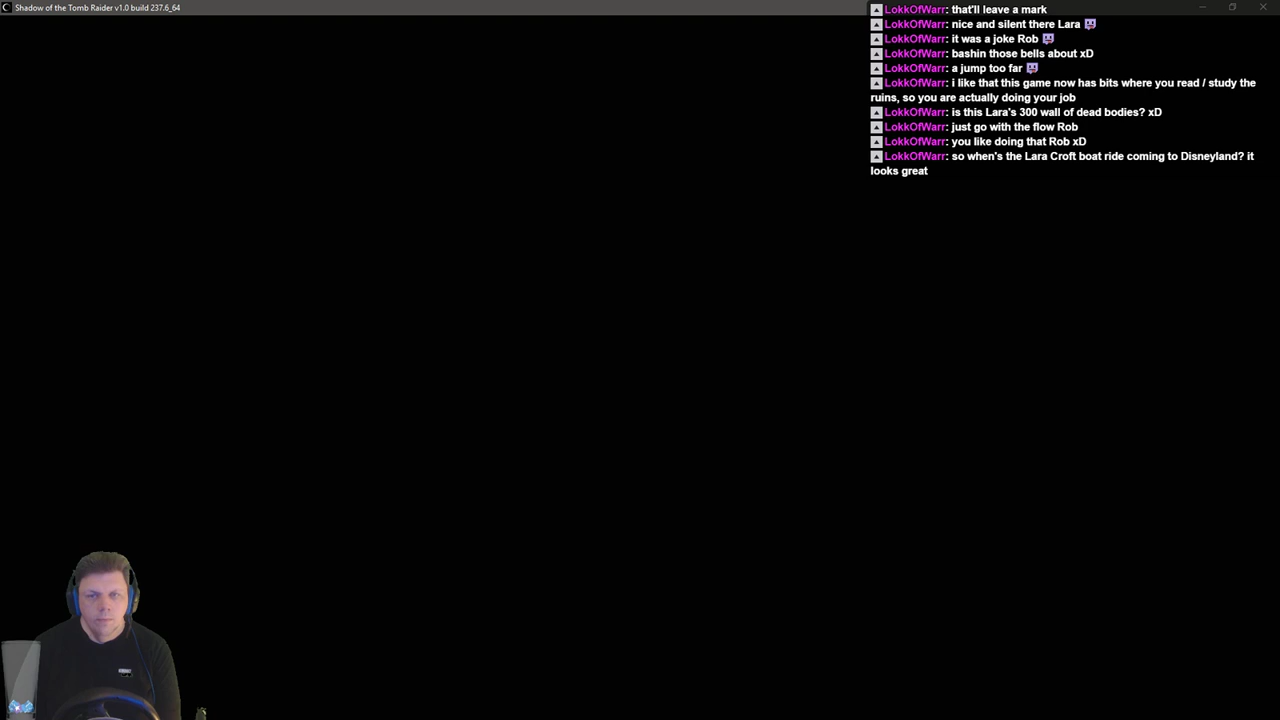 Shadow of the Tomb Raider v1.0 build 237.6_64
LokkOfWarr: that'll leave a mark
LokkOfWarr: nice and silent there Lara
LokkOfWarr: it was a joke Rob
LokkOfWarr: bashin those bells about xD
LokkOfWarr: a jump too far
LokkOfWarr: i like that this game now has bits where you read / study the
ruins, so you are actually doing your job
LokkOfWarr: is this Lara's 300 wall of dead bodies? xD
LokkOfWarr: just go with the flow Rob
LokkOfWarr: you like doing that Rob xD
LokkOfWarr: so when's the Lara Croft boat ride coming to Disneyland? it
looks great